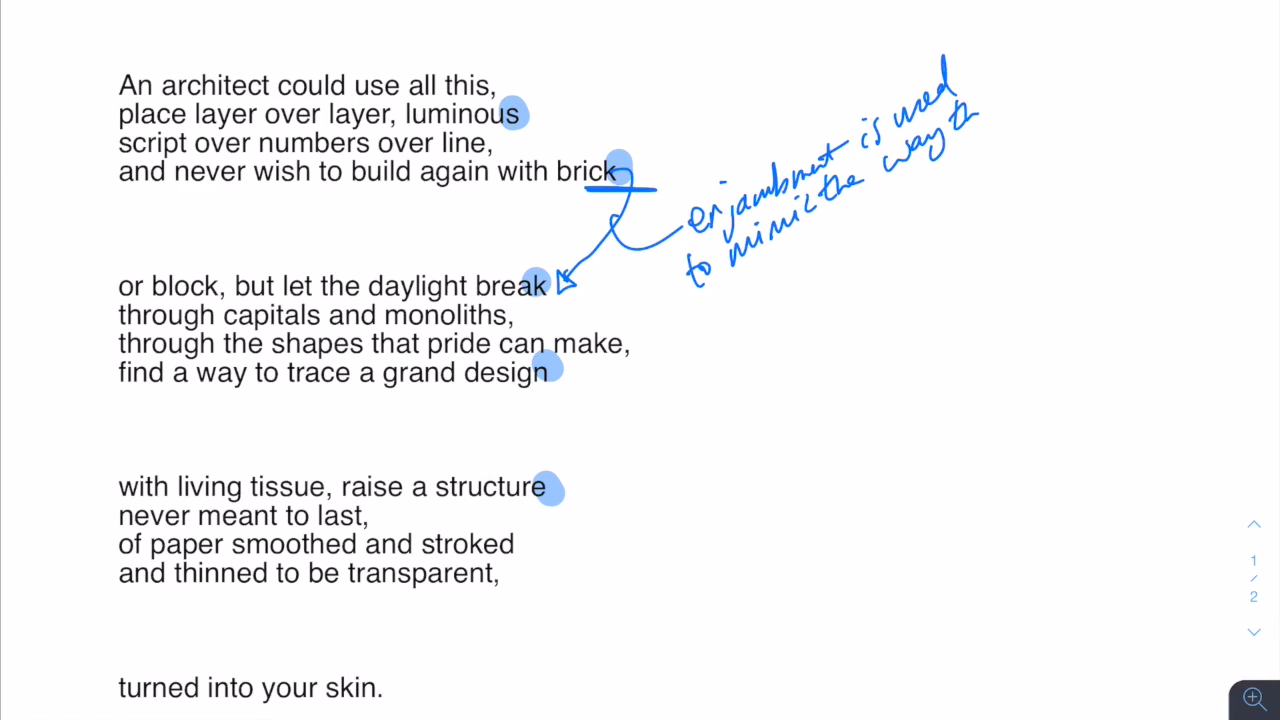 An architect could use all this,
place layer over layer, luminous
script over numbers over line,
and never wish to build again with brick
enjambment is used
to mimic the way th
or block, but let the daylight break
through capitals and monoliths,
through the shapes that pride can make,
find a way to trace a grand design
with living tissue, raise a structure
never meant to last,
of paper smoothed and stroked
and thinned to be transparent,
turned into your skin.
1
/
2